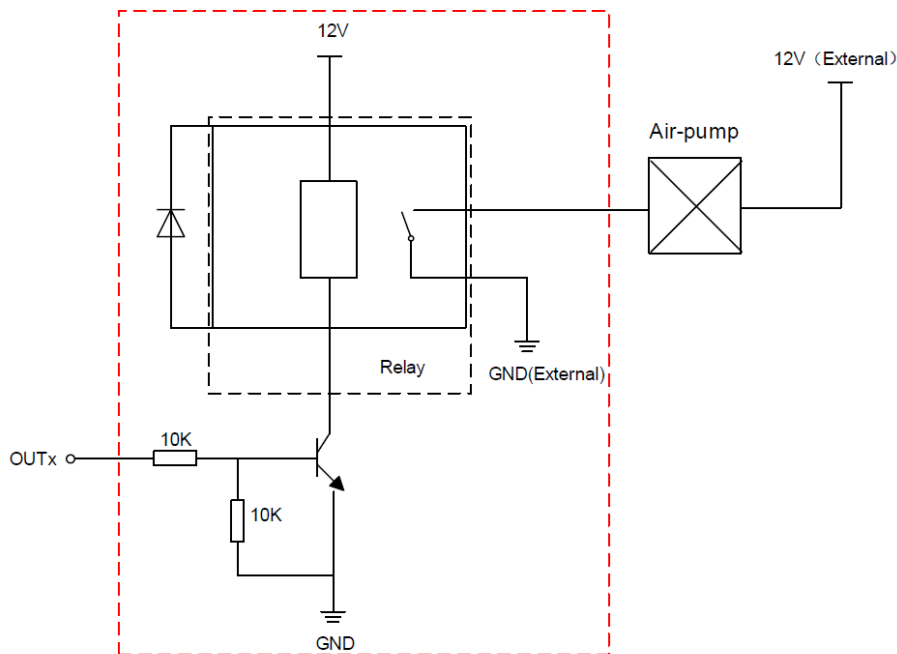 12V
12V（External）
Air-pump
Relay
GND(External)
10K
OUTx
10K
GND